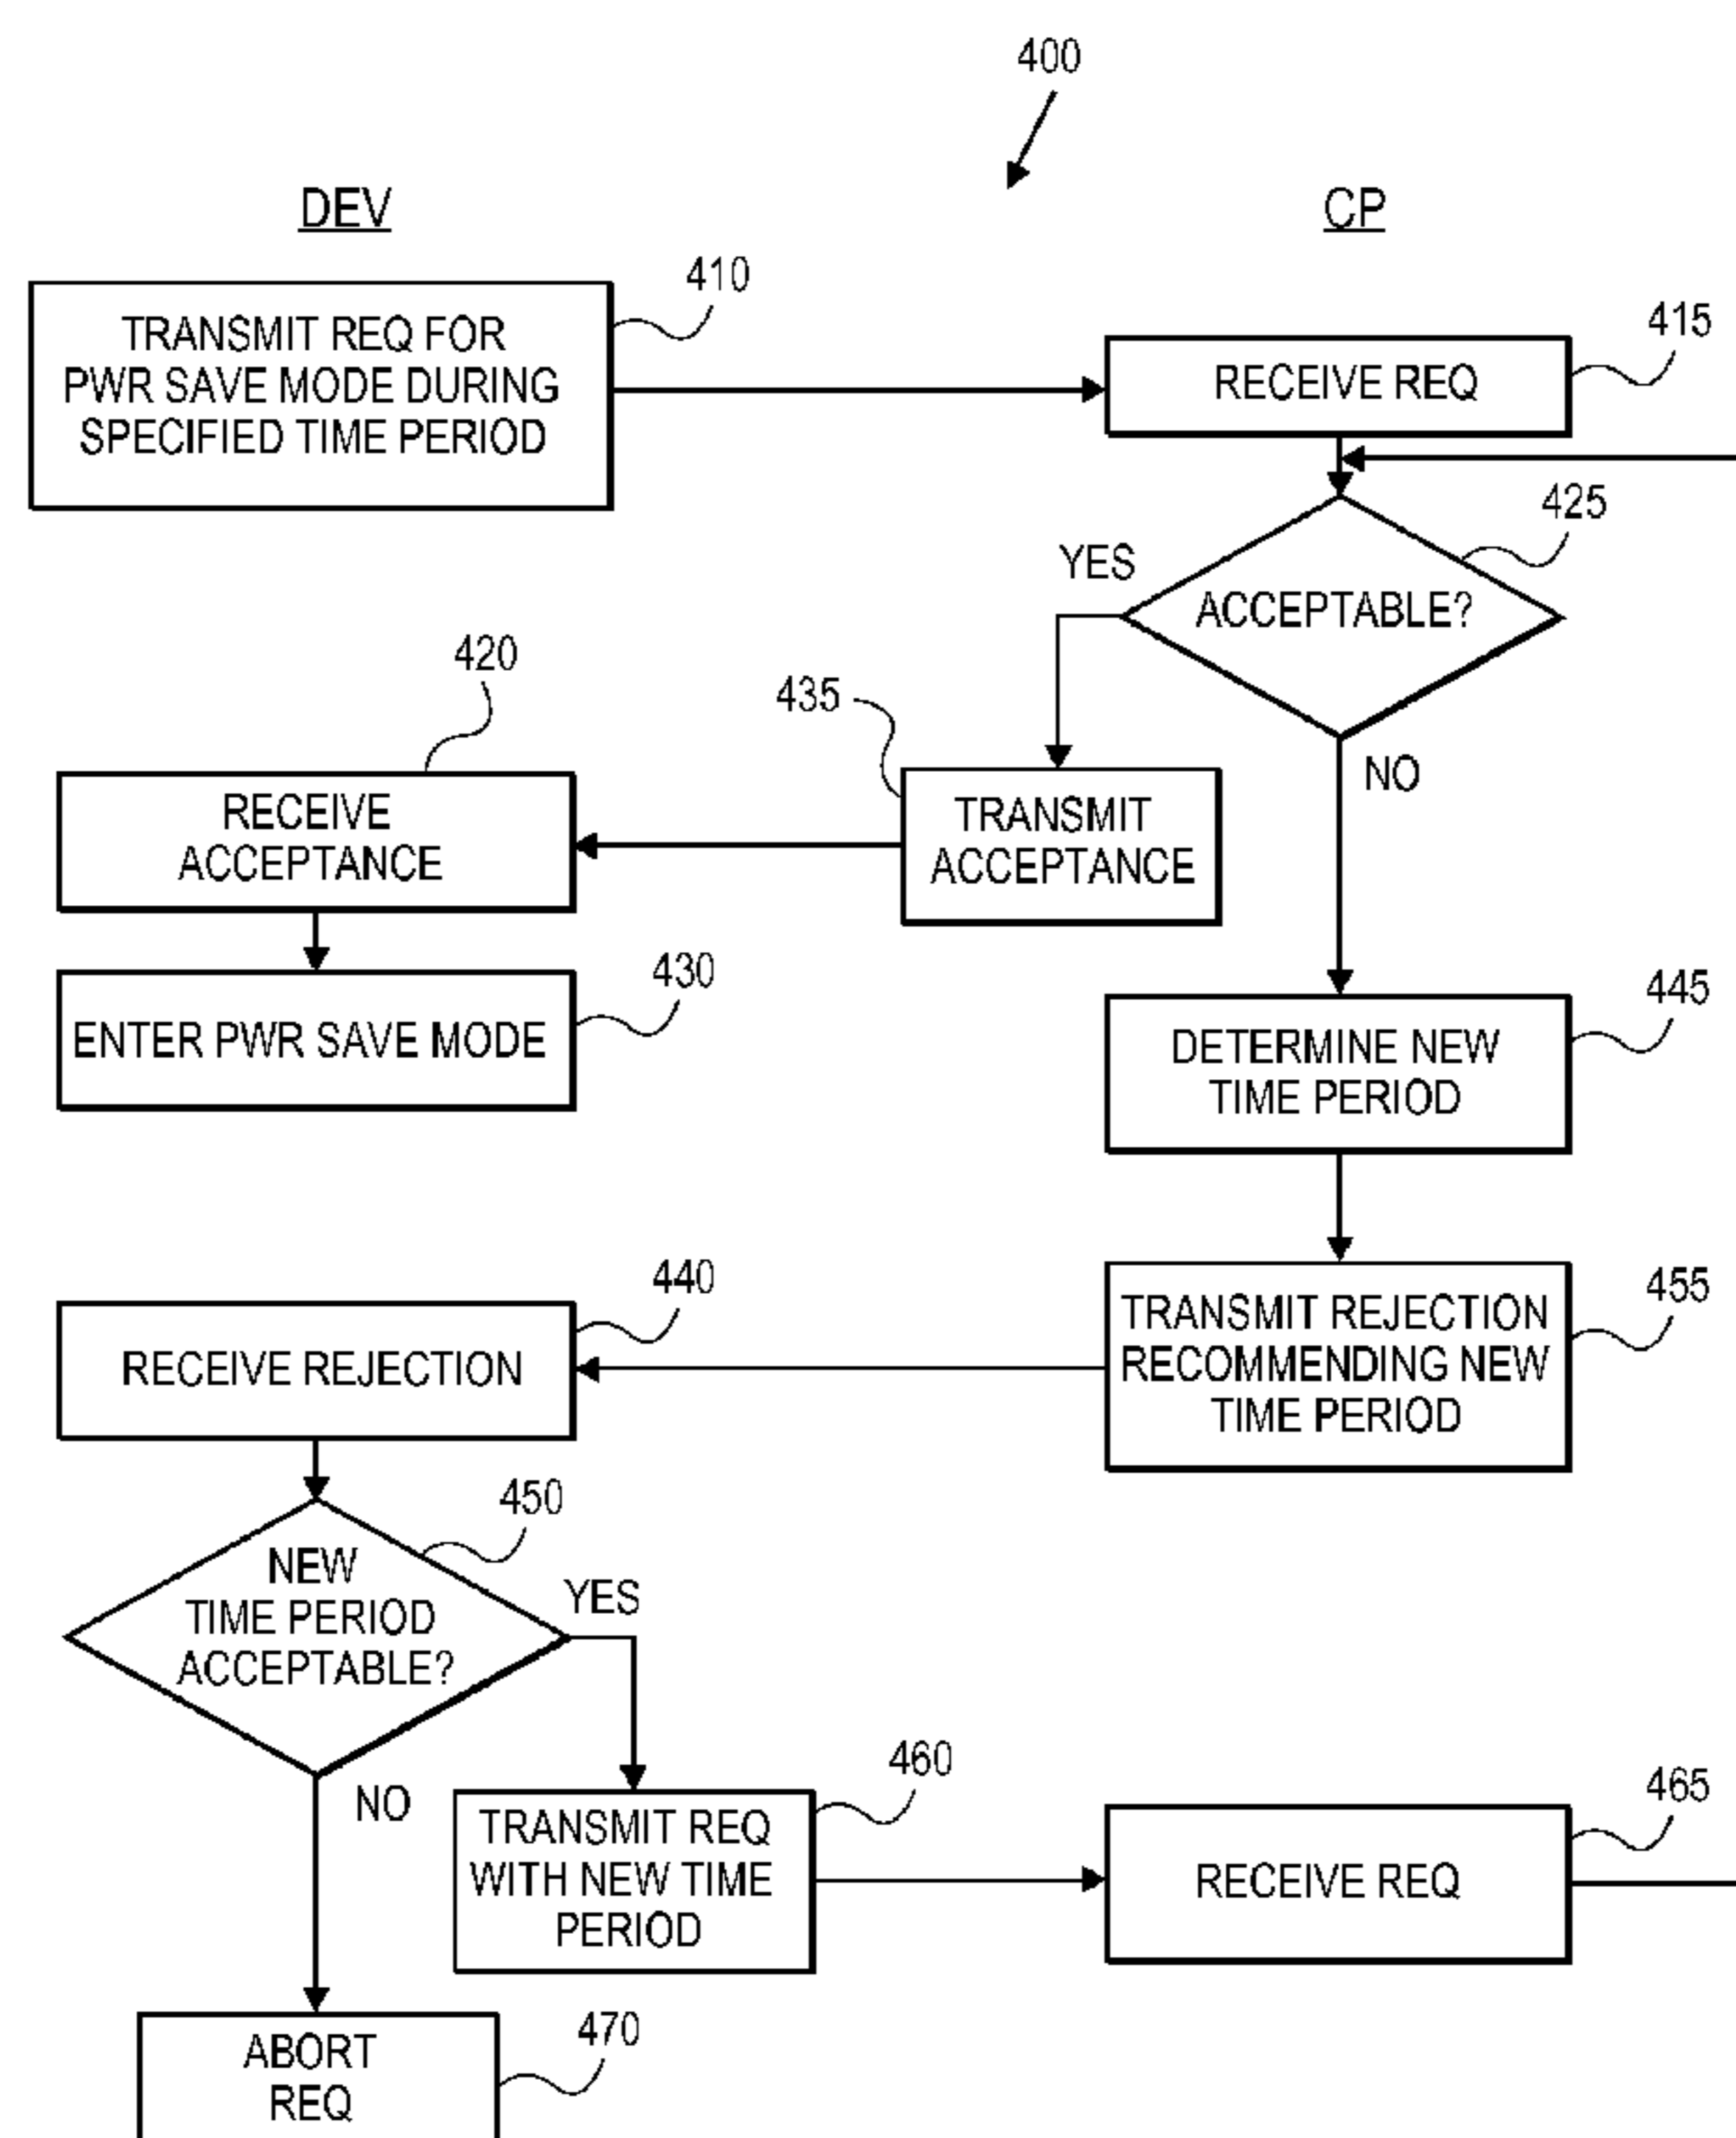 400
DEV
CP
410
TRANSMIT REQ FOR
PWR SAVE MODE DURING
SPECIFIED TIME PERIOD
415
RECEIVE REQ
425
YES
ACCEPTABLE?
NO
420
435
RECEIVE
ACCEPTANCE
TRANSMIT
ACCEPTANCE
430
ENTER PWR SAVE MODE
445
DETERMINE NEW
TIME PERIOD
440
RECEIVE REJECTION
455
TRANSMIT REJECTION
RECOMMENDING NEW
TIME PERIOD
450
NEW
TIME PERIOD
ACCEPTABLE?
YES
NO
460
TRANSMIT REQ
WITH NEW TIME
PERIOD
465
RECEIVE REQ
470
ABORT
REQ